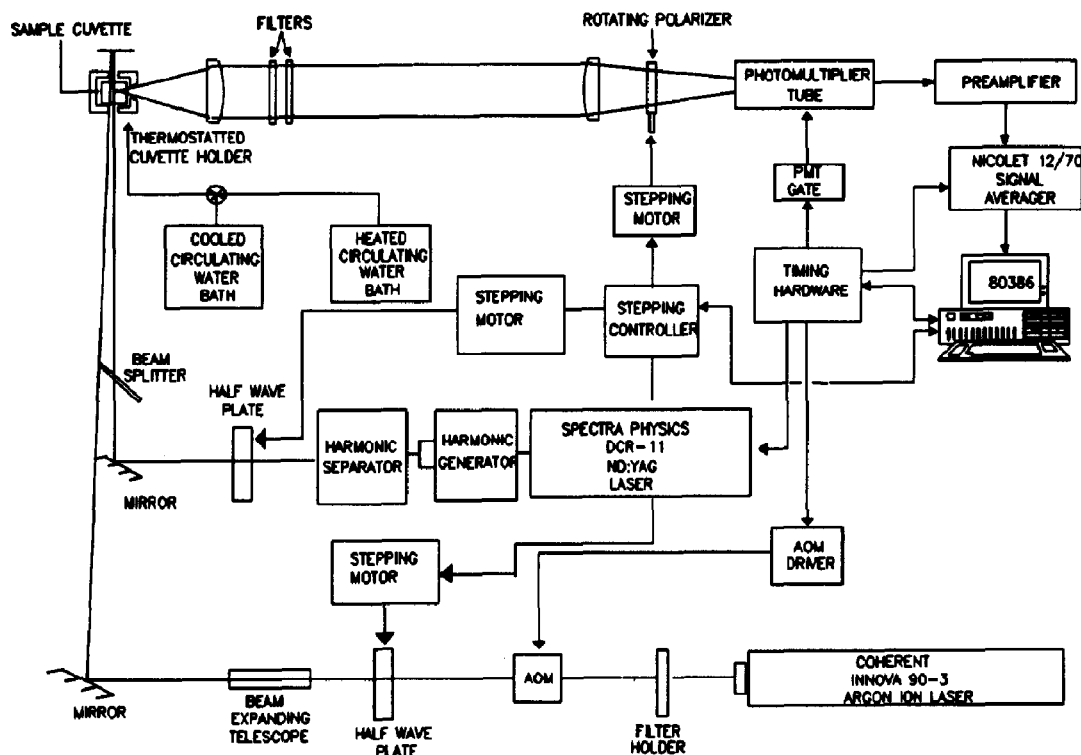 SAMPLE CUVETTE
FILTERS
ROTATING POLARIZER
PHOTOMULTIPLIER
TUBE
PREAMPLIFIER
THERMOSTATTED
CUVETTE HOLDER
NICOLET 12/70
SIGNAL
AVERAGER
PMT
GATE
STEPPING
MOTOR
COOLED
CIRCULATING
WATER
BATH
HEATED
CIRCULATING
WATER
BATH
STEPPING
MOTOR
STEPPING
CONTROLLER
TIMING
HARDWARE
80386
BEAM
SPLITTER
HALF WAVE
PLATE
HARMONIC
SEPARATOR
HARMONIC
GENERATOR
SPECTRA PHYSICS
DCR-11
ND:YAG
LASER
MIRROR
STEPPING
MOTOR
AOM
DRIVER
MIRROR
BEAM
EXPANDING
TELESCOPE
HALF WAVE
PLATE
AOM
FILTER
HOLDER
COHERENT
INNOVA 90-3
ARGON ION LASER